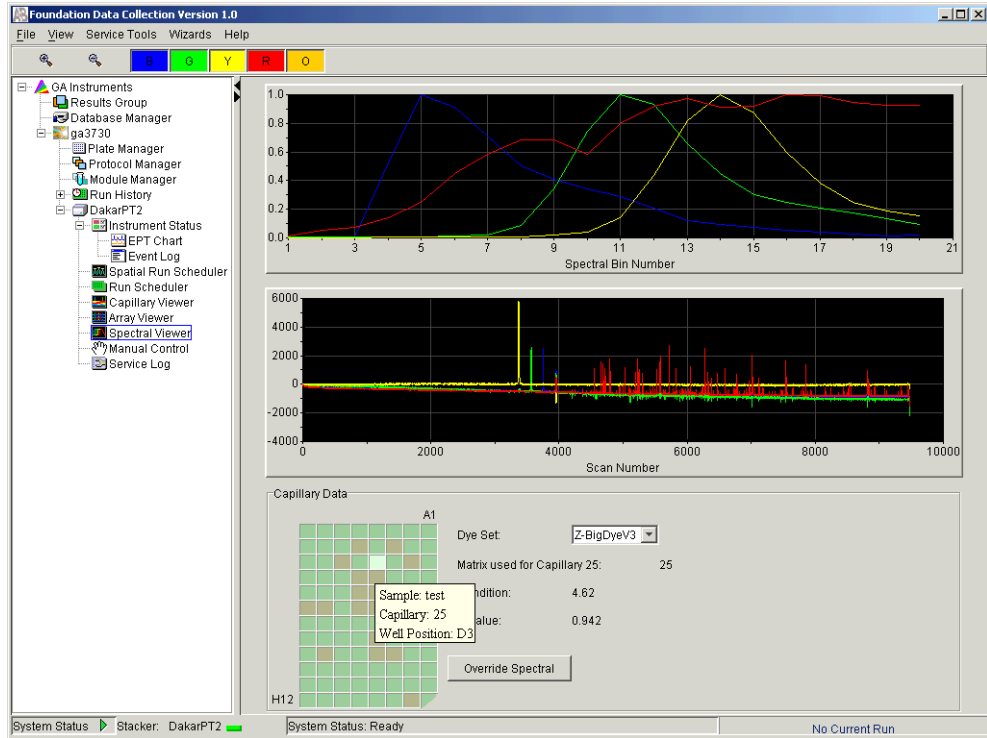 Foundation Data Collection Version 1.0
File View Service Tools Wizards Help
B G Y R O
GA Instruments
Results Group
Database Manager
ga3730
Plate Manager
Protocol Manager
Module Manager
Run History
DakarPT2
Instrument Status
EPT Chart
Event Log
Spatial Run Scheduler
Run Scheduler
Capillary Viewer
Array Viewer
Spectral Viewer
Manual Control
Service Log
1.0
0.8
0.6
0.4
0.2
0.0
1 3 5 7 9 11 13 15 17 19 21
Spectral Bin Number
6000
4000
2000
0
-2000
-4000
0 2000 4000 6000 8000 10000
Scan Number
Capillary Data
A1
Dye Set: Z-BigDyeV3
Matrix used for Capillary 25: 25
ndition: 4.62
alue: 0.942
Sample: test
Capillary: 25
Well Position: D3
Override Spectral
H12
System Status Stacker: DakarPT2 System Status: Ready No Current Run